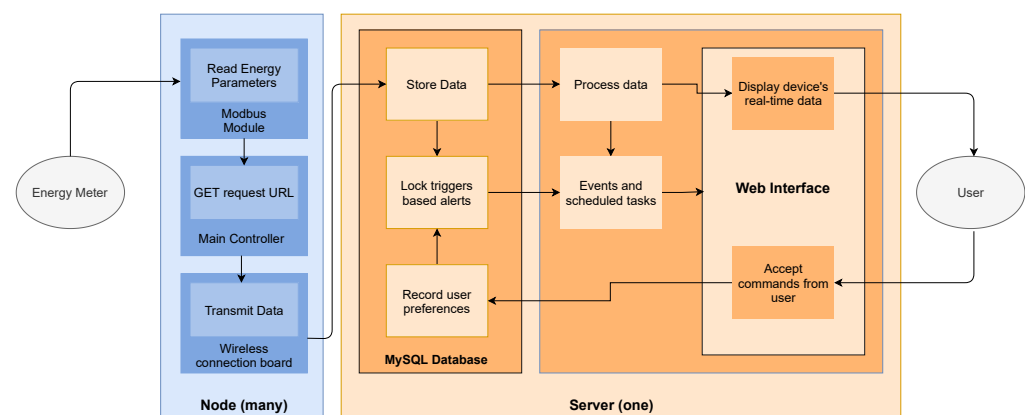 Energy Meter
Read Energy
Parameters
Modbus
Module
GET request URL
Main Controller
Transmit Data
Wireless
connection board
Node (many)
Store Data
Lock triggers
based alerts
Record user
preferences
MySQL Database
Process data
Events and
scheduled tasks
Display device's
real-time data
Web Interface
Accept
commands from
user
Server (one)
User